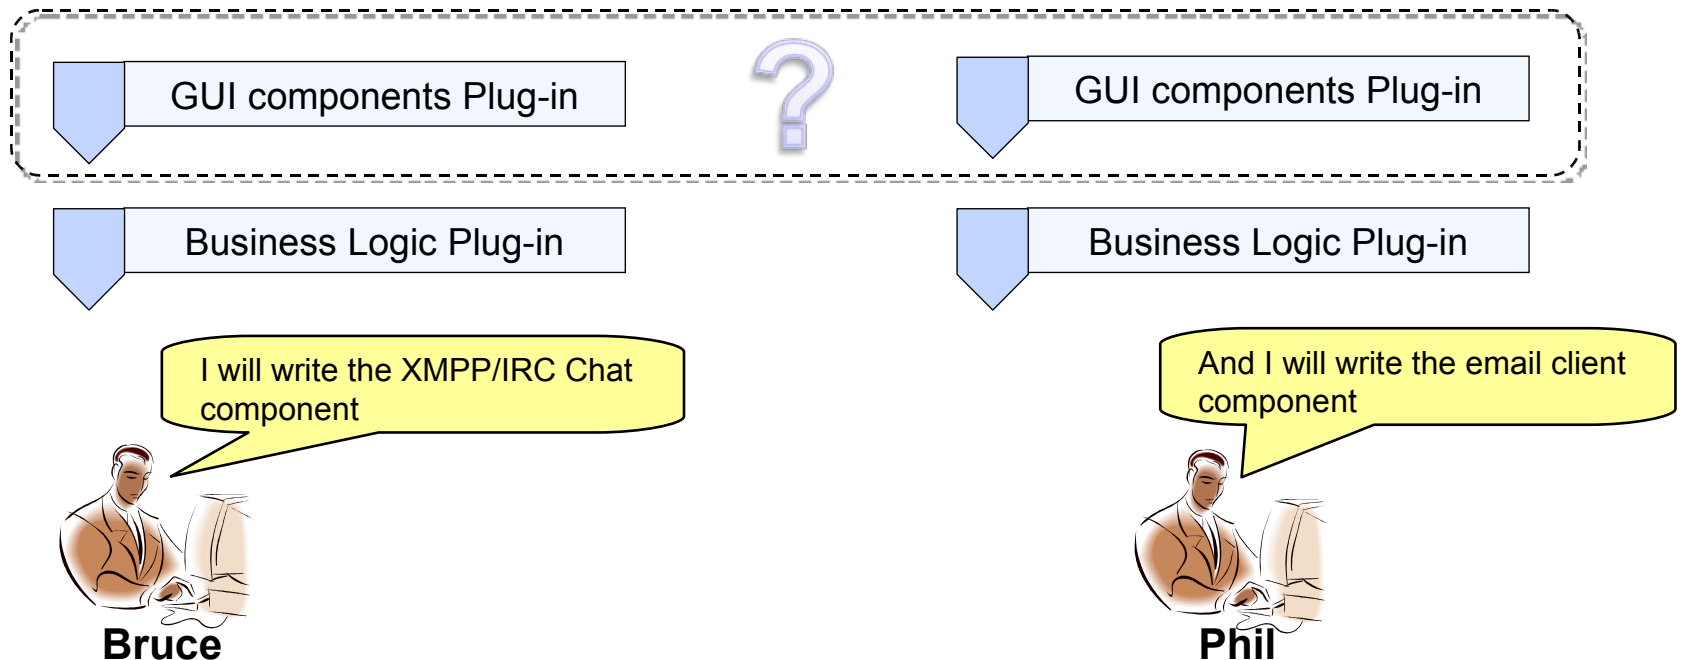 GUI components Plug-in
?
GUI components Plug-in
Business Logic Plug-in
Business Logic Plug-in
I will write the XMPP/IRC Chat
component
And I will write the email client
component
Bruce
Phil